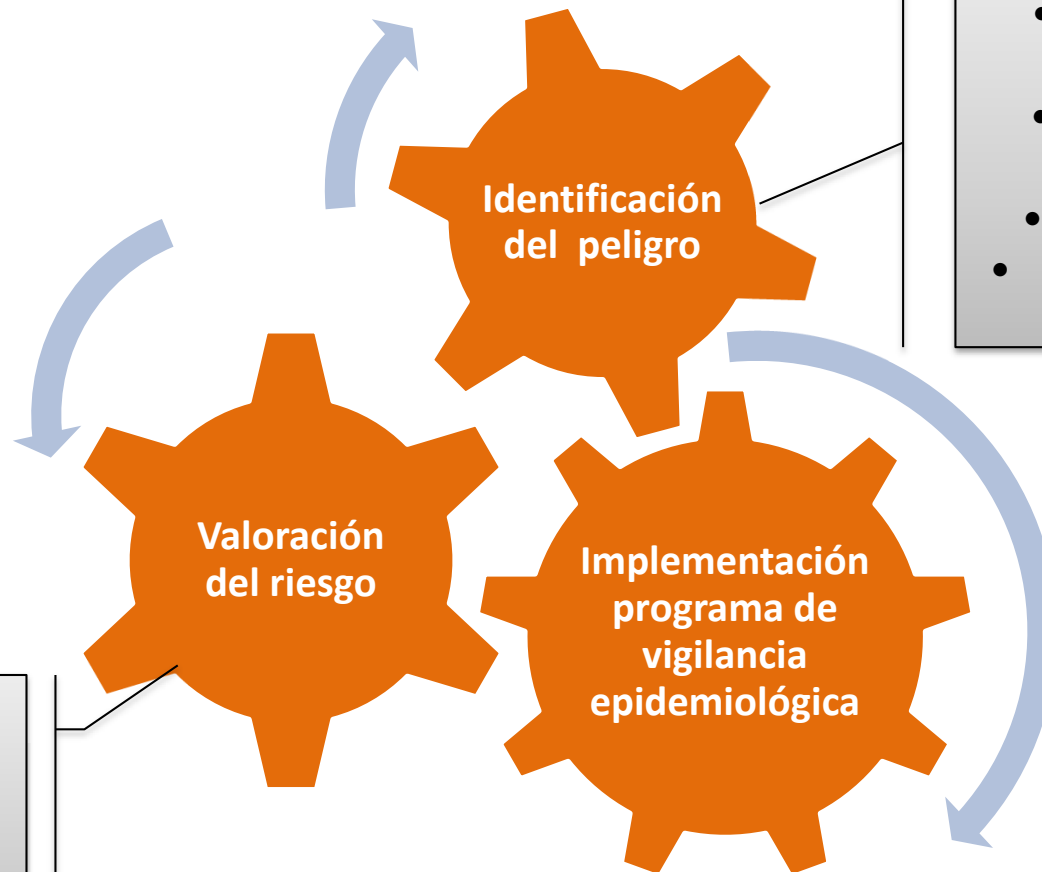 Identificación
del peligro
Valoración
del riesgo
Implementación
programa de
vigilancia
epidemiológica